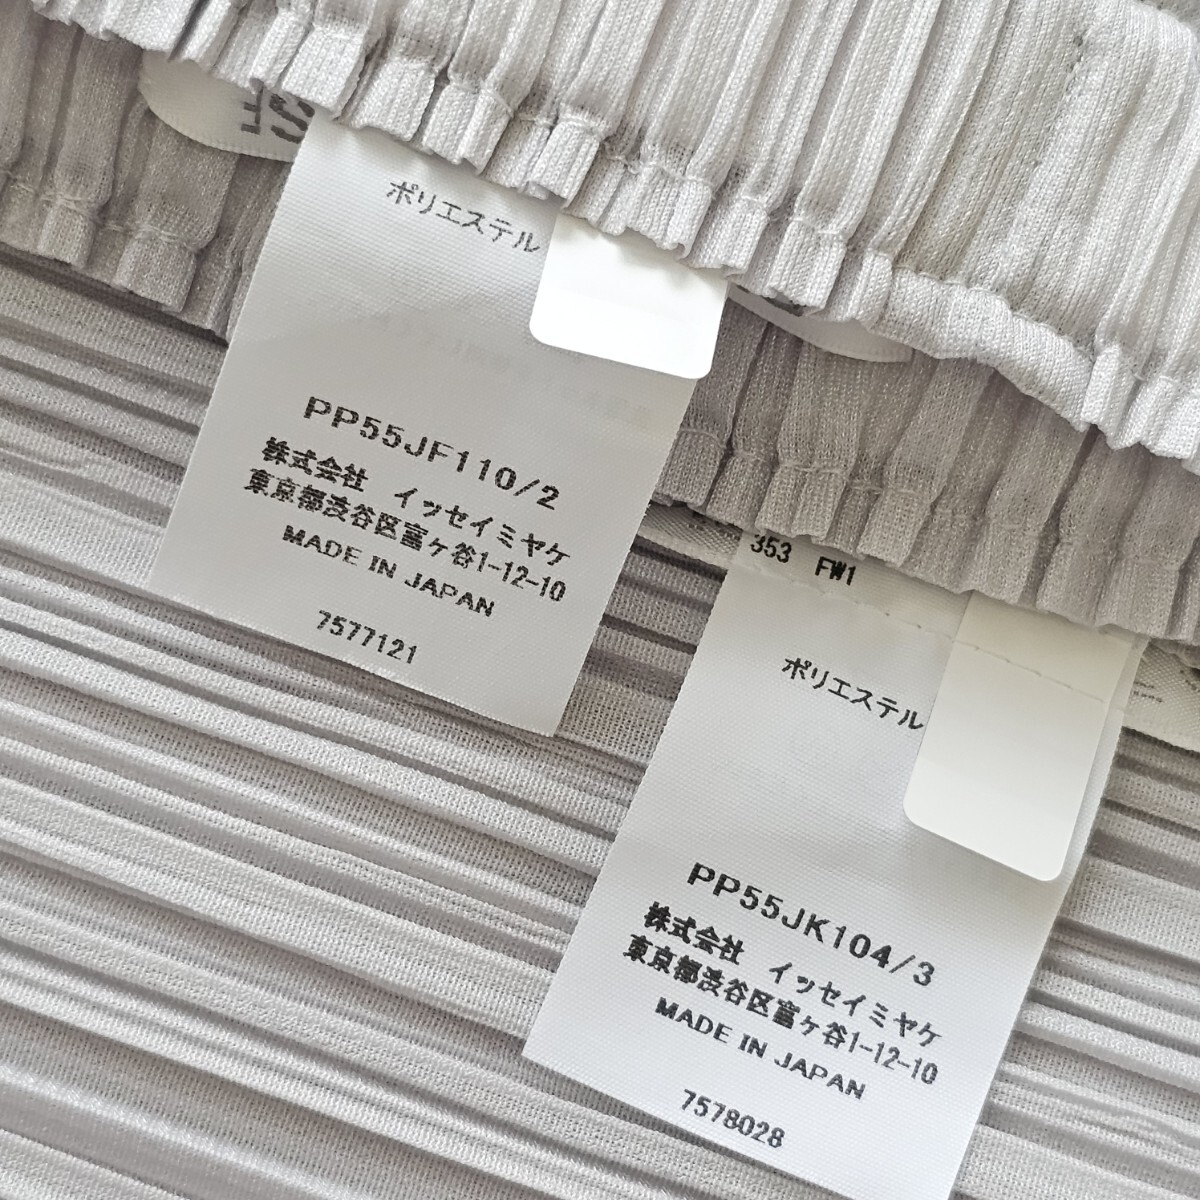 ポリエステル
PP55JF110/2
株式会社　イッセイミヤケ
東京都渋谷区富ヶ谷1-12-10
MADE IN JAPAN
7577121
353 FW1
ポリエステル
PP55JK104/3
株式会社　イッセイミヤケ
東京都渋谷区富ヶ谷1-12-10
MADE IN JAPAN
7578028